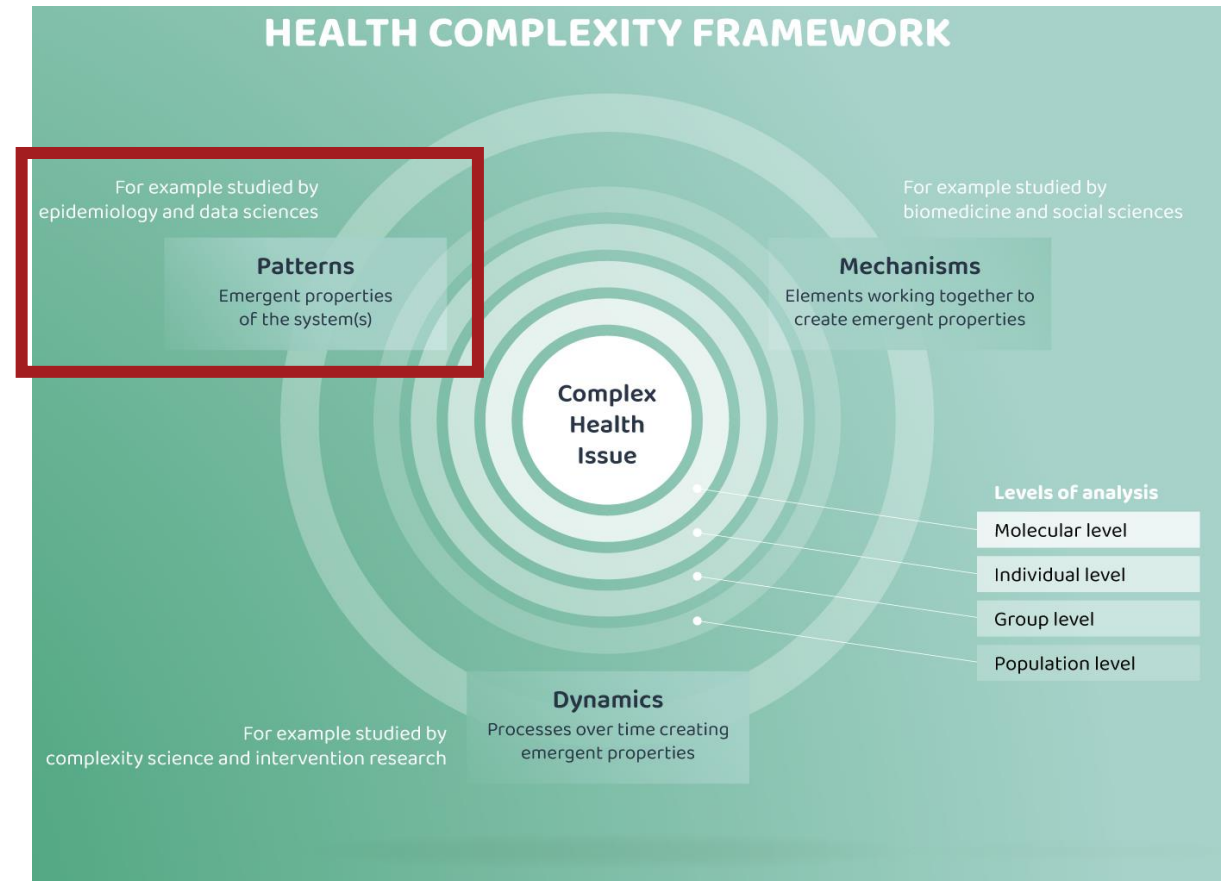 HEALTH COMPLEXITY FRAMEWORK
For example studied by
epidemiology and data sciences
Patterns
Emergent properties
of the system(s)
For example studied by
biomedicine and social sciences
Mechanisms
Elements working together to
create emergent properties
Complex
Health
Issue
Levels of analysis
Molecular level
Individual level
Group level
Population level
Dynamics
Processes over time creating
emergent properties
For example studied by
complexity science and intervention research